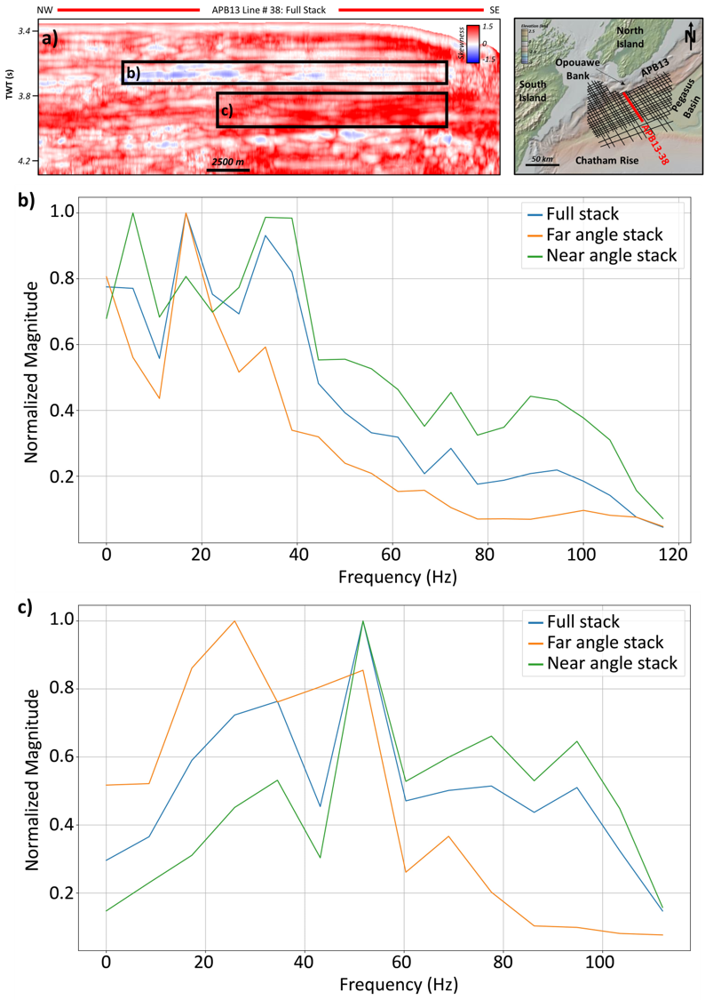 NW APB13 Line # 38: Full Stack SE
a)
3.4
3.8
4.2
TWT (s)
b)
c)
2500 m
Skewness
1.5
0
-1.5
North
Island
N
Opouawe
Bank
APB13
South
Island
Pegasus
Basin
APB13-38
50 km
Chatham Rise
b)
1.0
0.8
0.6
0.4
0.2
Normalized Magnitude
Full stack
Far angle stack
Near angle stack
0 20 40 60 80 100 120
Frequency (Hz)
c)
1.0
0.8
0.6
0.4
0.2
Normalized Magnitude
Full stack
Far angle stack
Near angle stack
0 20 40 60 80 100
Frequency (Hz)